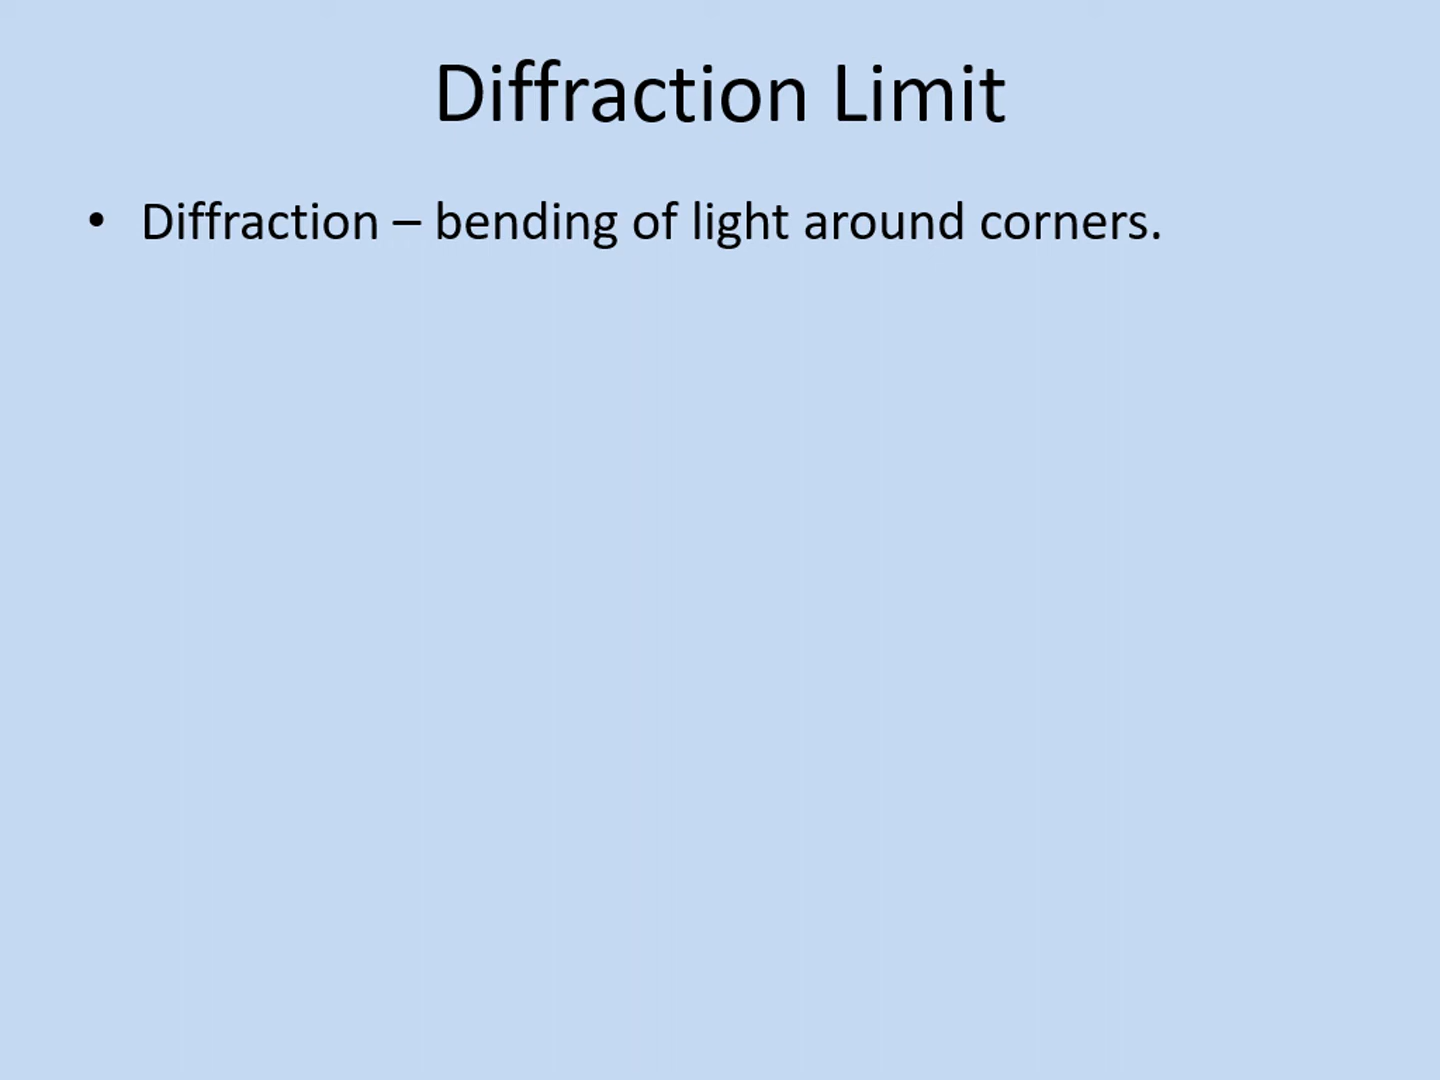 Diffraction Limit
• Diffraction – bending of light around corners.